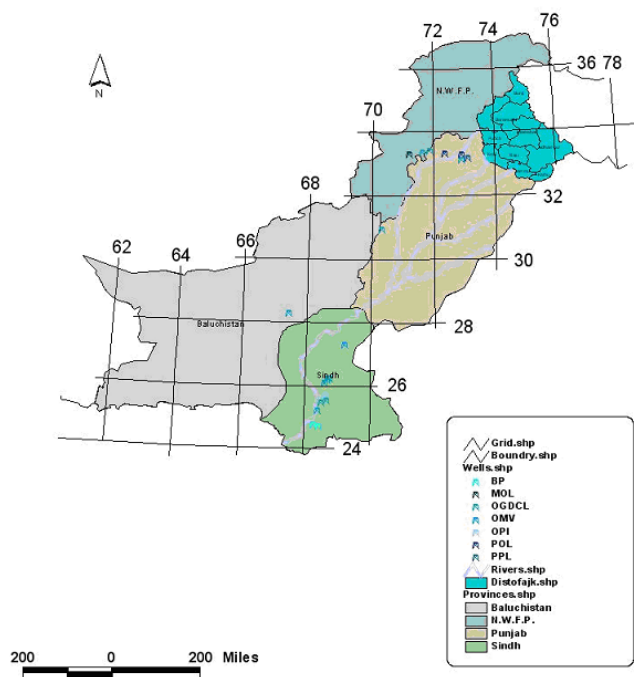 76
72
74
36 78
N.W.F.P.
N
70
68
32
62
64
66
Punjab
30
Baluchistan
28
Sindh
26
24
Grid.shp
Boundry.shp
Wells.shp
BP
MOL
OGDCL
OMV
OPI
POL
PPL
Rivers.shp
Distofajk.shp
Provinces.shp
Baluchistan
N.W.F.P.
Punjab
Sindh
200 0 200 Miles